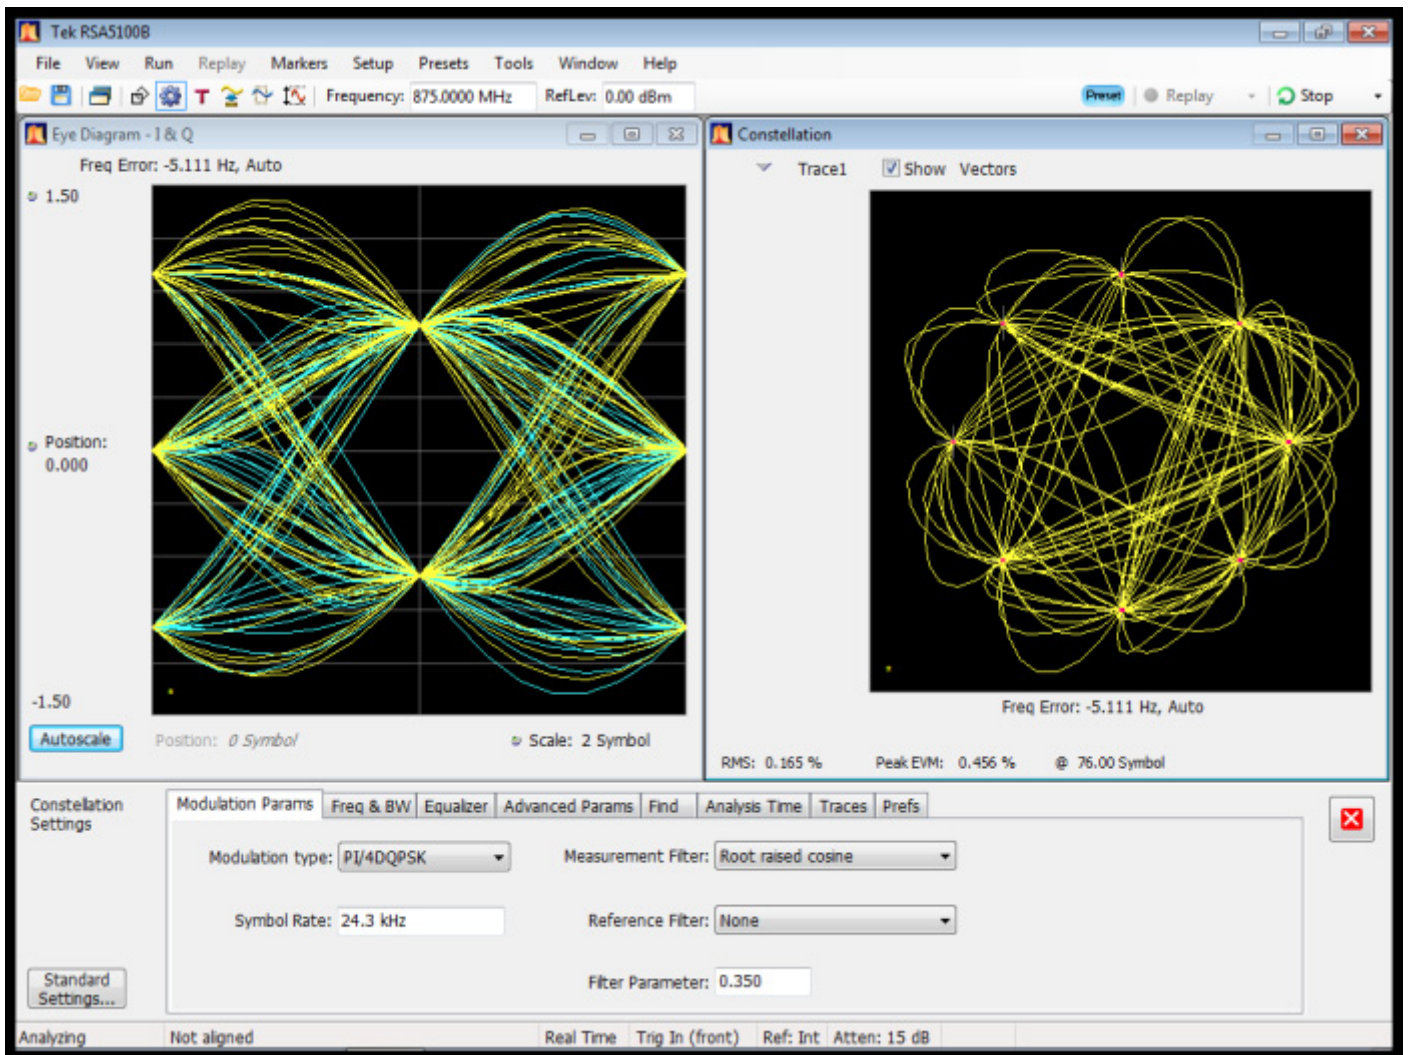 Tek RSA5100B
File View Run Replay Markers Setup Presets Tools Window Help
T Frequency: 875.0000 MHz RefLev: 0.00 dBm Preset Replay Stop
Eye Diagram - I & Q
Freq Error: -5.111 Hz, Auto
1.50
Position:
0.000
-1.50
Autoscale Position: 0 Symbol Scale: 2 Symbol
Constellation
Trace1 Show Vectors
Freq Error: -5.111 Hz, Auto
RMS: 0.165 % Peak EVM: 0.456 % @ 76.00 Symbol
Constellation
Settings
Modulation Params Freq & BW Equalizer Advanced Params Find Analysis Time Traces Prefs
Modulation type: PI/4DQPSK Measurement Filter: Root raised cosine
Symbol Rate: 24.3 kHz Reference Filter: None
Filter Parameter: 0.350
Standard
Settings...
Analyzing Not aligned Real Time Trig In (front) Ref: Int Atten: 15 dB